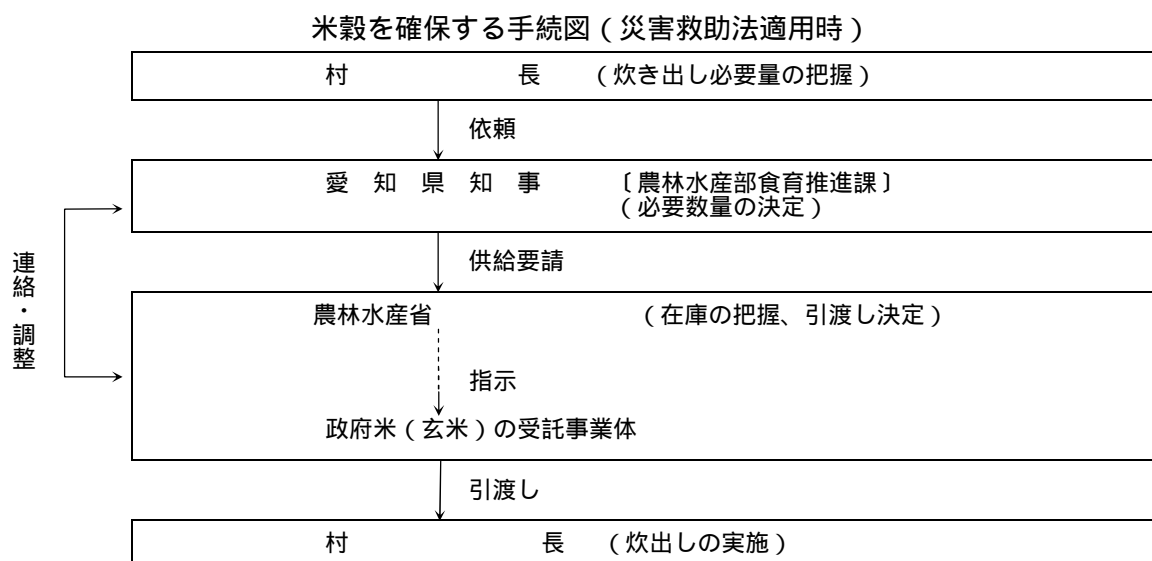 米穀を確保する手続図（災害救助法適用時）
村　　　　　　　長　　（炊き出し必要量の把握）
依頼
愛　知　県　知　事　　　〔農林水産部食育推進課〕
（必要数量の決定）
供給要請
連絡・調整
農林水産省　　　　　　　　　（在庫の把握、引渡し決定）
指示
政府米（玄米）の受託事業体
引渡し
村　　　　　　　　長　　（炊出しの実施）